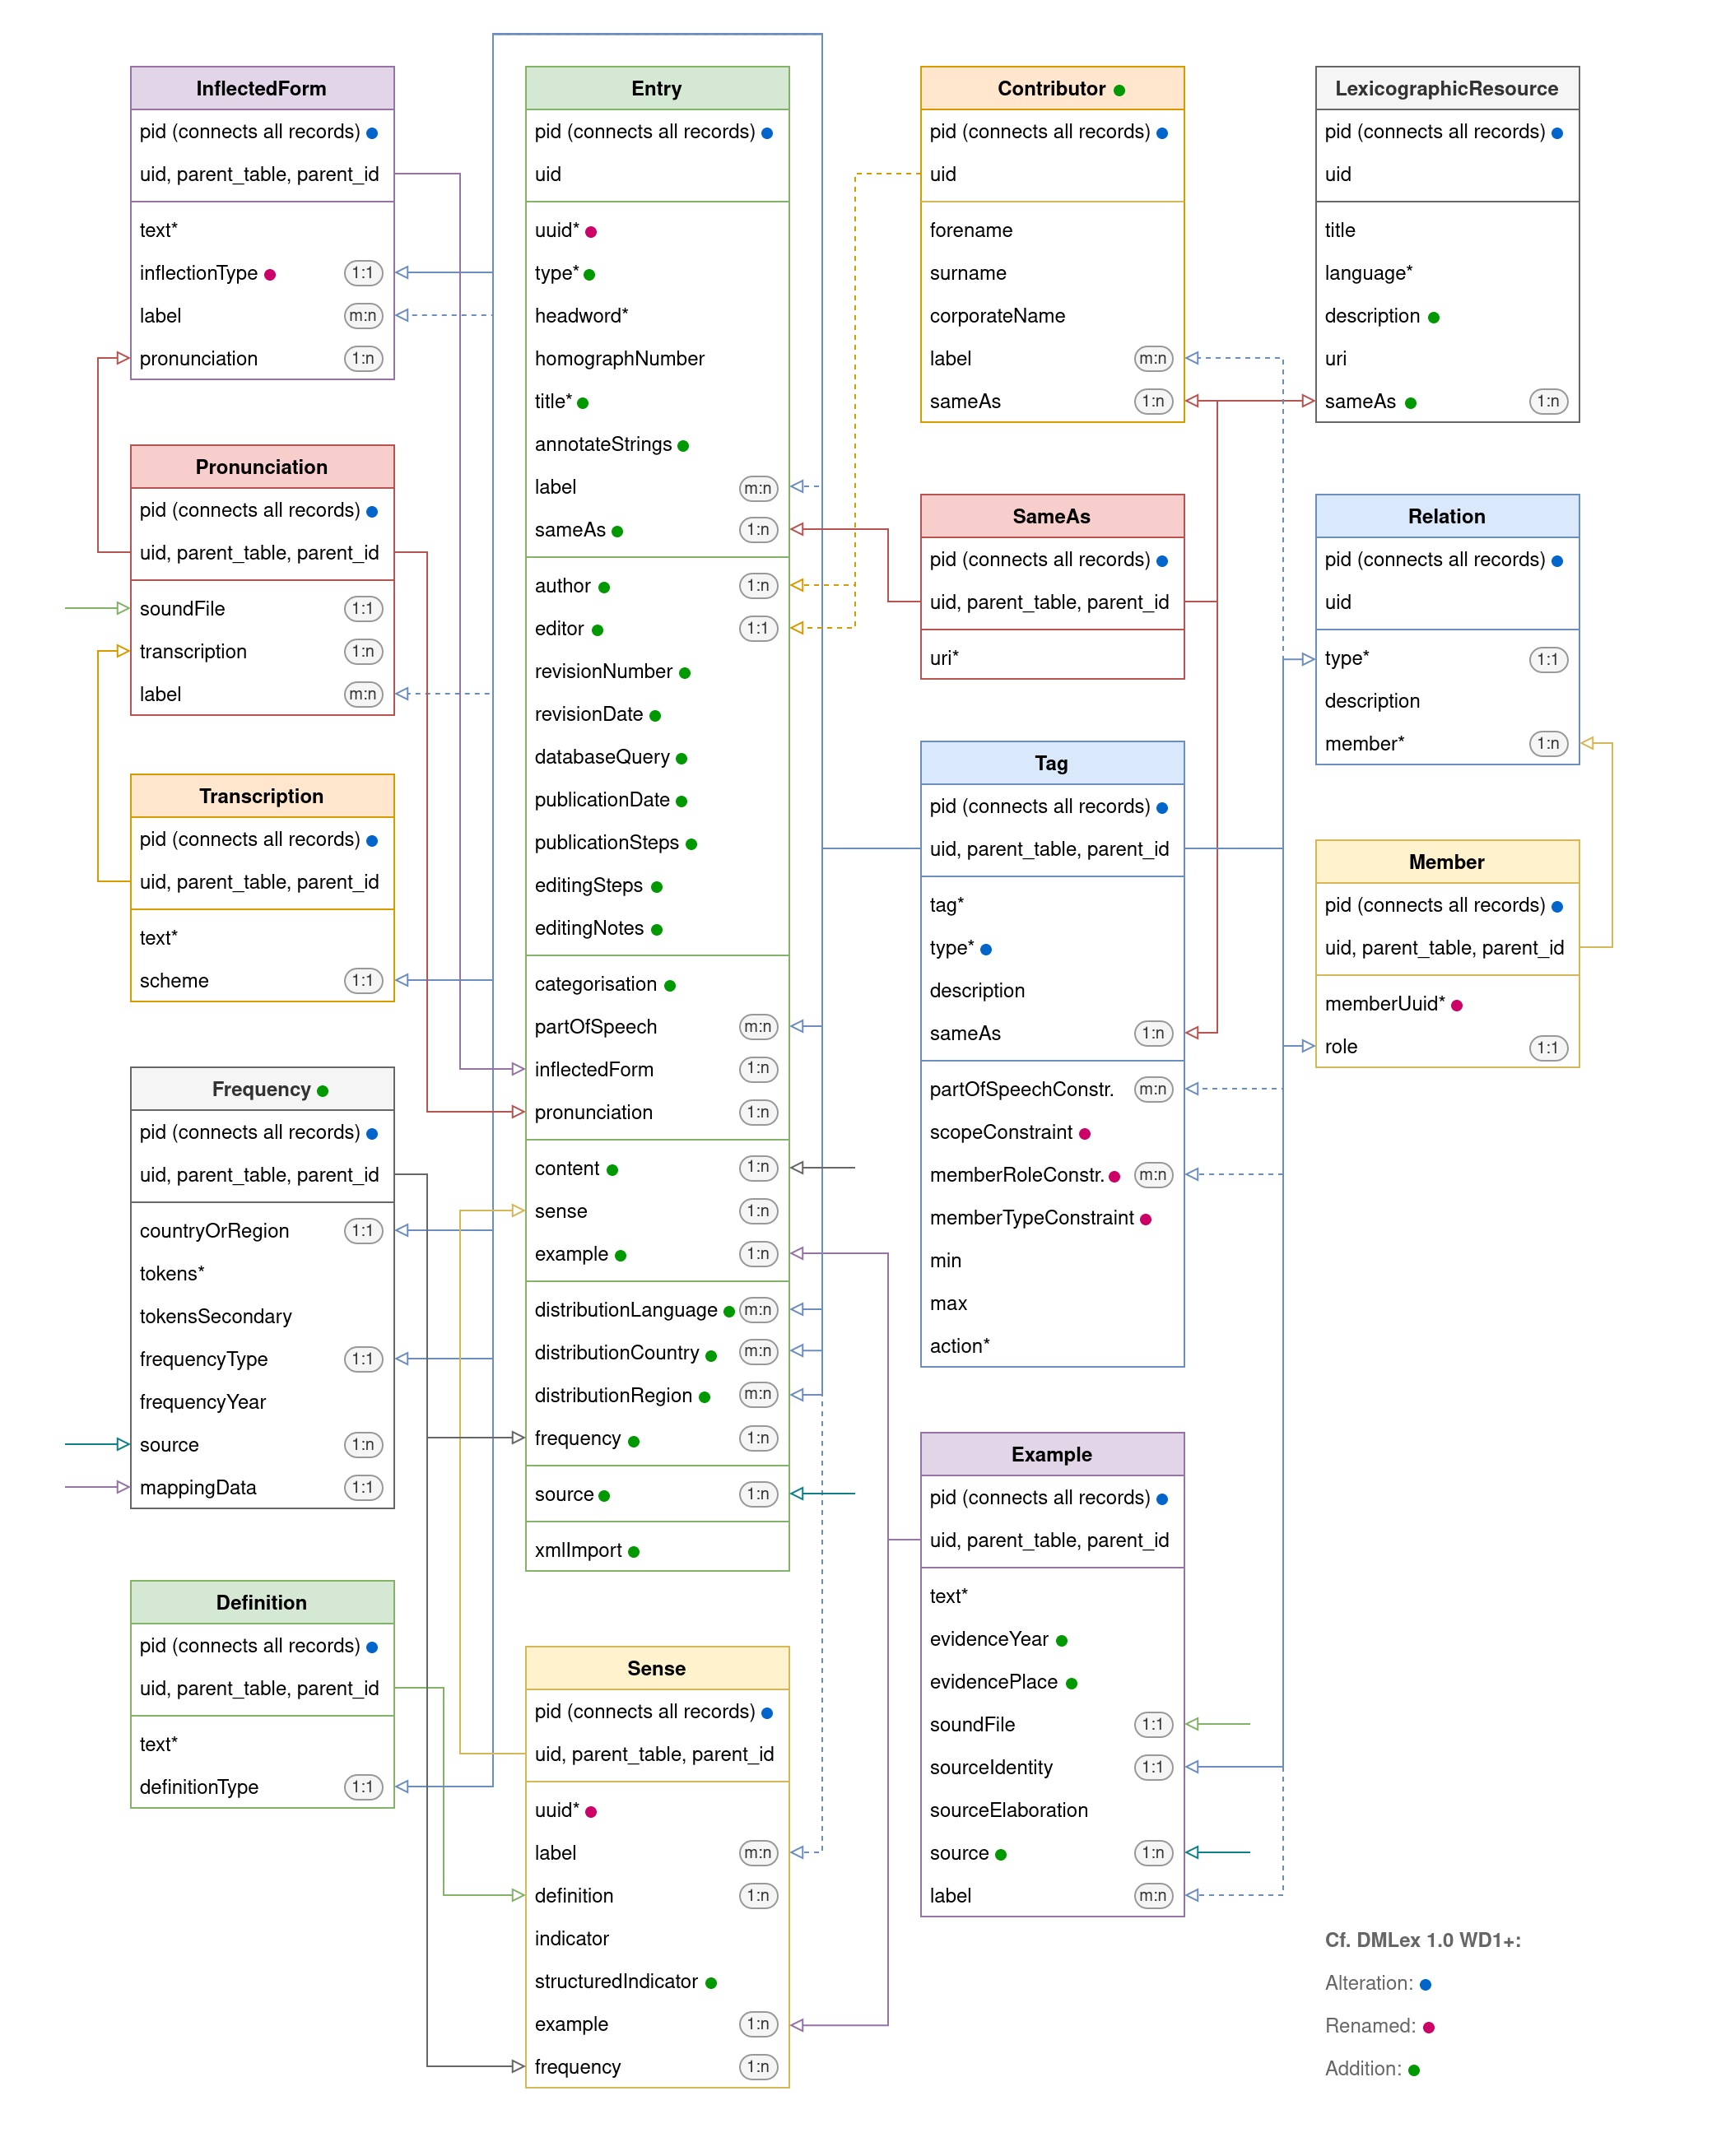 InflectedForm
pid (connects all records)
uid, parent_table, parent_id
text*
inflectionType 1:1
label m:n
pronunciation 1:n
Pronunciation
pid (connects all records)
uid, parent_table, parent_id
soundFile 1:1
transcription 1:n
label m:n
Transcription
pid (connects all records)
uid, parent_table, parent_id
text*
scheme 1:1
Frequency
pid (connects all records)
uid, parent_table, parent_id
countryOrRegion 1:1
tokens*
tokensSecondary
frequencyType 1:1
frequencyYear
source 1:n
mappingData 1:1
Definition
pid (connects all records)
uid, parent_table, parent_id
text*
definitionType 1:1
Entry
pid (connects all records)
uid
uuid*
type*
headword*
homographNumber
title*
annotateStrings
label m:n
sameAs 1:n
author 1:n
editor 1:1
revisionNumber
revisionDate
databaseQuery
publicationDate
publicationSteps
editingSteps
editingNotes
categorisation
partOfSpeech m:n
inflectedForm 1:n
pronunciation 1:n
content 1:n
sense 1:n
example 1:n
distributionLanguage m:n
distributionCountry m:n
distributionRegion m:n
frequency 1:n
source 1:n
xmlImport
Sense
pid (connects all records)
uid, parent_table, parent_id
uuid*
label m:n
definition 1:n
indicator
structuredIndicator
example 1:n
frequency 1:n
Contributor
pid (connects all records)
uid
forename
surname
corporateName
label m:n
sameAs 1:n
SameAs
pid (connects all records)
uid, parent_table, parent_id
uri*
Tag
pid (connects all records)
uid, parent_table, parent_id
tag*
type*
description
sameAs 1:n
partOfSpeechConstr. m:n
scopeConstraint
memberRoleConstr. m:n
memberTypeConstraint
min
max
action*
Example
pid (connects all records)
uid, parent_table, parent_id
text*
evidenceYear
evidencePlace
soundFile 1:1
sourceIdentity 1:1
sourceElaboration
source 1:n
label m:n
LexicographicResource
pid (connects all records)
uid
title
language*
description
uri
sameAs 1:n
Relation
pid (connects all records)
uid
type* 1:1
description
member* 1:n
Member
pid (connects all records)
uid, parent_table, parent_id
memberUuid*
role 1:1
Cf. DMLex 1.0 WD1+:
Alteration:
Renamed:
Addition: